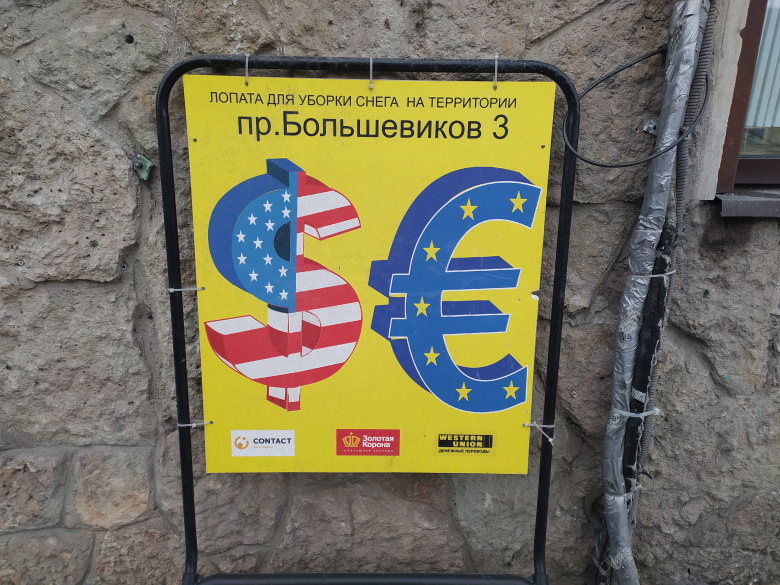 ЛОПАТА ДЛЯ УБОРКИ СНЕГА НА ТЕРРИТОРИИ
пр.Большевиков 3
CONTACT
Золотая
Корона
WESTERN
UNION
ДЕНЕЖНЫЕ ПЕРЕВОДЫ